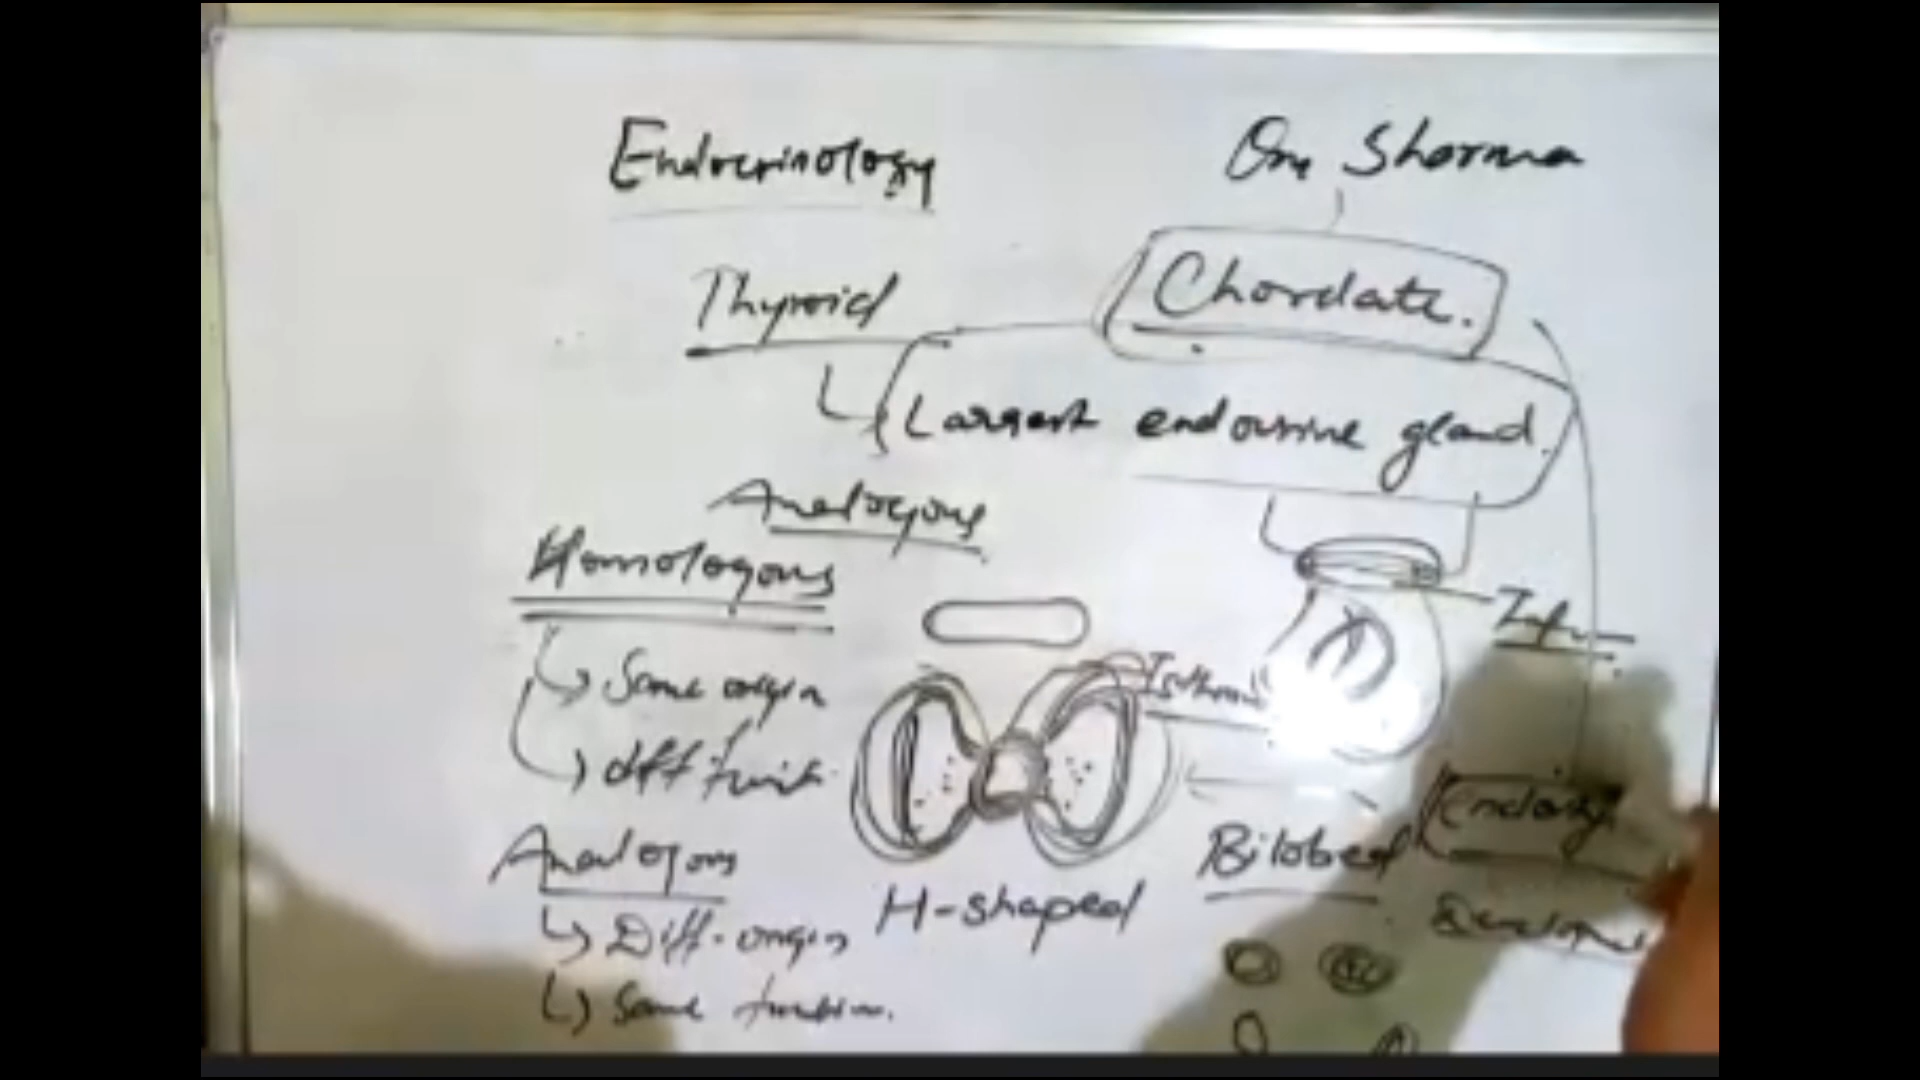 Endocrinology
Om Sharma
Chordate.
Thyroid
Largest endocrine gland.
Analogous
Homologous
Same origin
diff funct.
Isthmus
H-shaped
Bilobed
Analogous
Diff. origin
Same function.